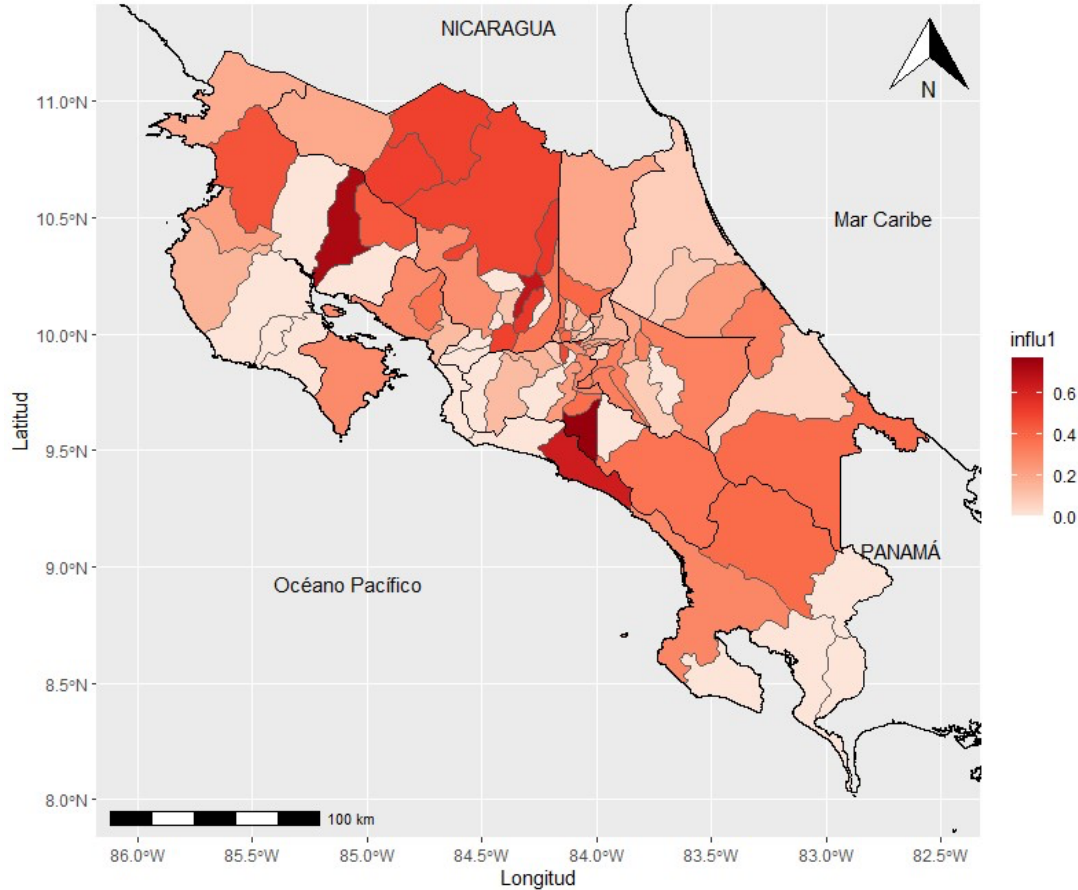 NICARAGUA
N
11.0°N
10.5°N
10.0°N
9.5°N
9.0°N
8.5°N
8.0°N
Latitud
Mar Caribe
influ1
0.6
0.4
0.2
0.0
PANAMÁ
Océano Pacífico
100 km
86.0°W 85.5°W 85.0°W 84.5°W 84.0°W 83.5°W 83.0°W 82.5°W
Longitud